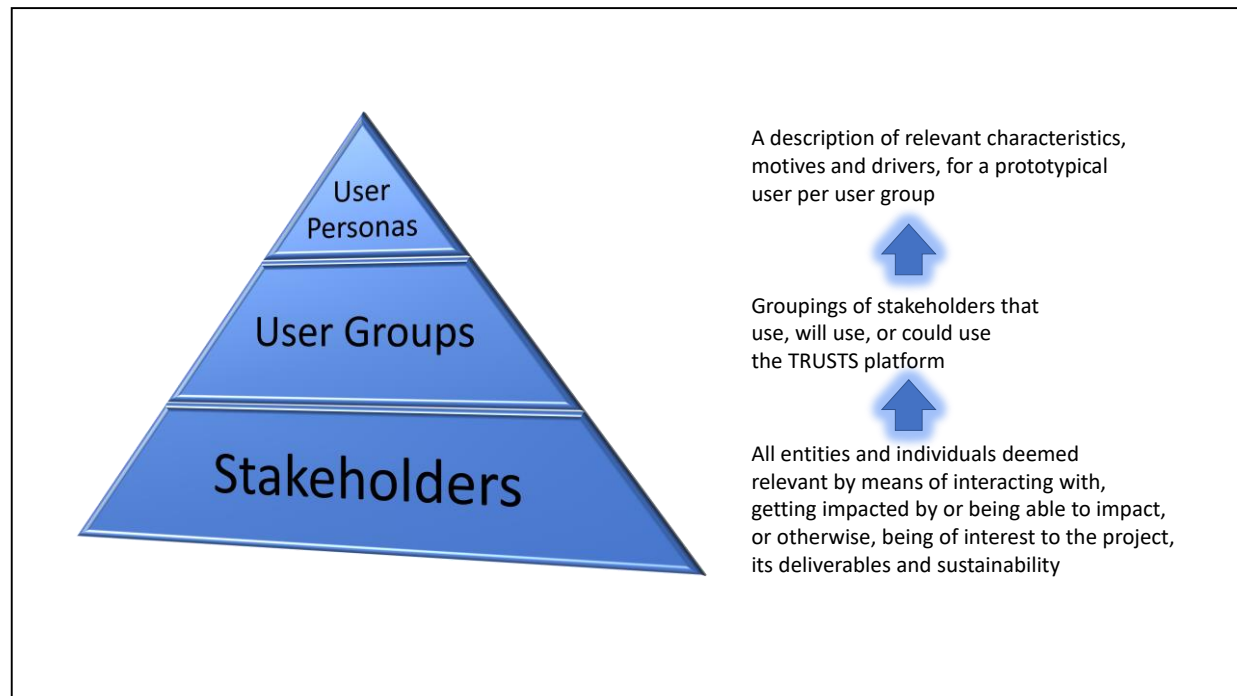 User
Personas
User Groups
Stakeholders
A description of relevant characteristics,
motives and drivers, for a prototypical
user per user group
Groupings of stakeholders that
use, will use, or could use
the TRUSTS platform
All entities and individuals deemed
relevant by means of interacting with,
getting impacted by or being able to impact,
or otherwise, being of interest to the project,
its deliverables and sustainability